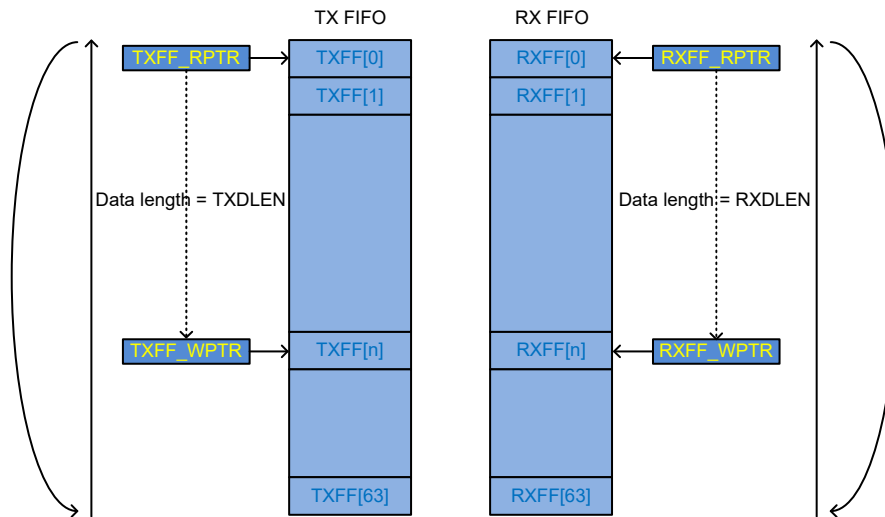 TX FIFO
RX FIFO
TXFF_RPTR
TXFF[0]
RXFF[0]
RXFF_RPTR
TXFF[1]
RXFF[1]
Data length = TXDLEN
Data length = RXDLEN
TXFF_WPTR
TXFF[n]
RXFF[n]
RXFF_WPTR
TXFF[63]
RXFF[63]